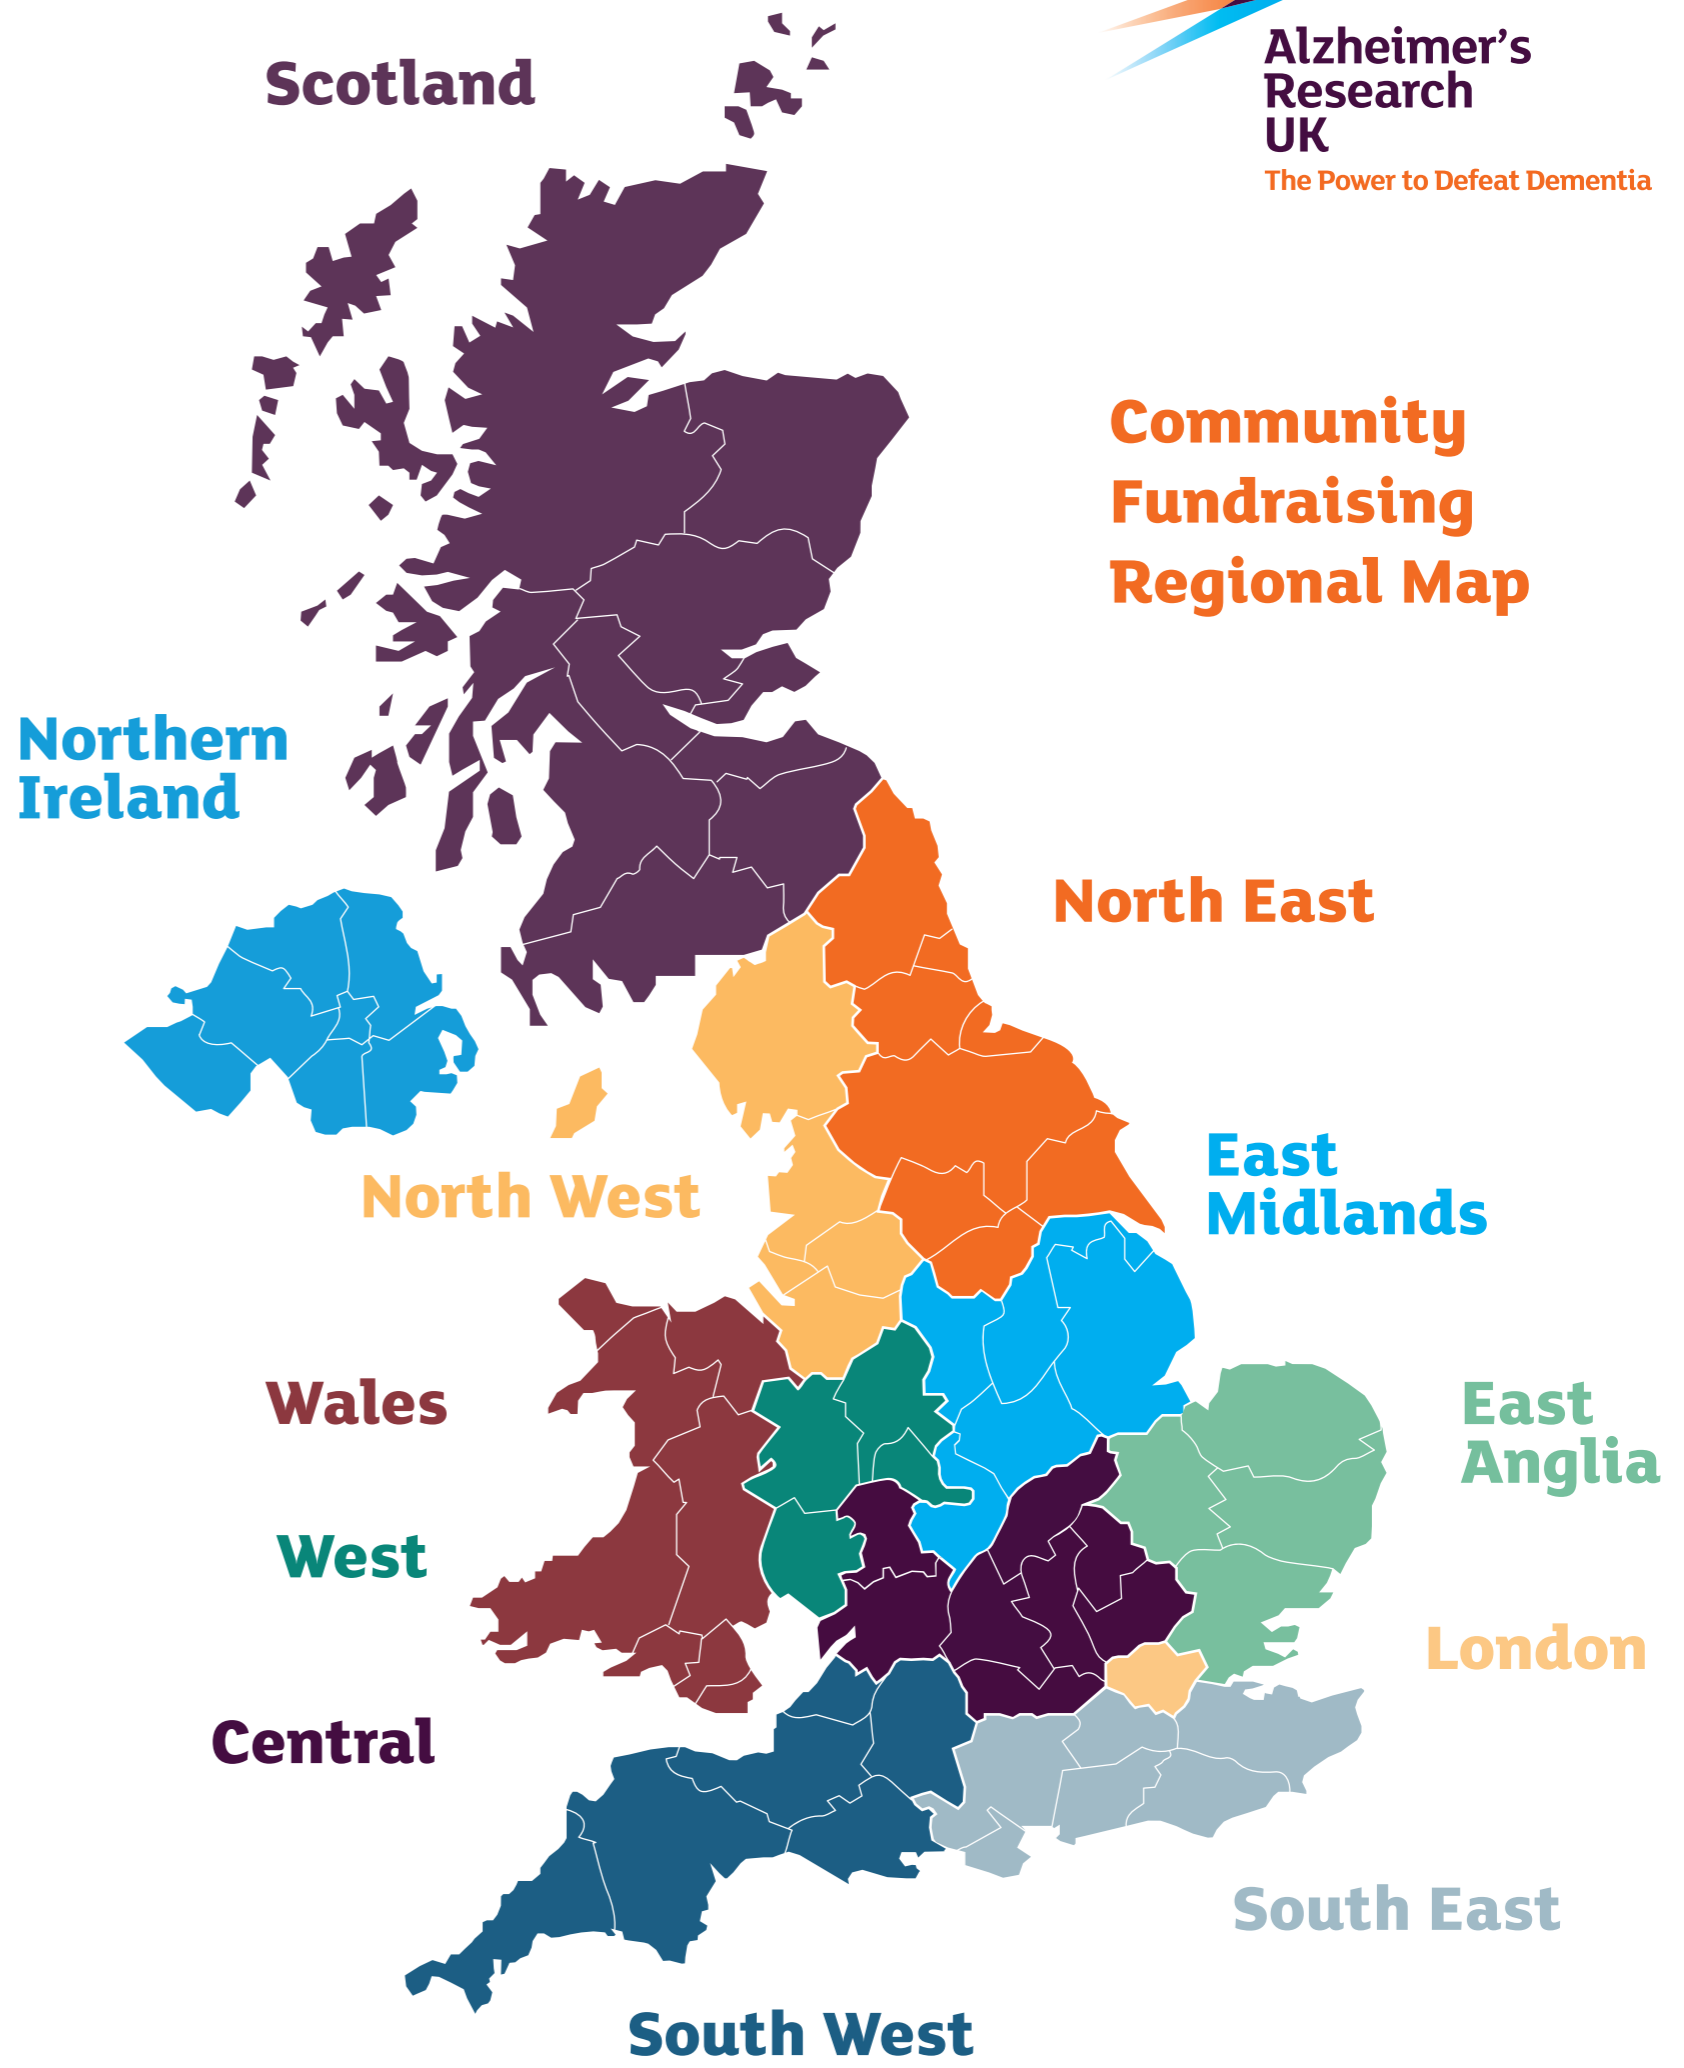 Scotland
Alzheimer's
Research
UK
The Power to Defeat Dementia
Community
Fundraising
Regional Map
Northern
Ireland
North East
East
Midlands
North West
Wales
East
Anglia
West
London
Central
South East
South West